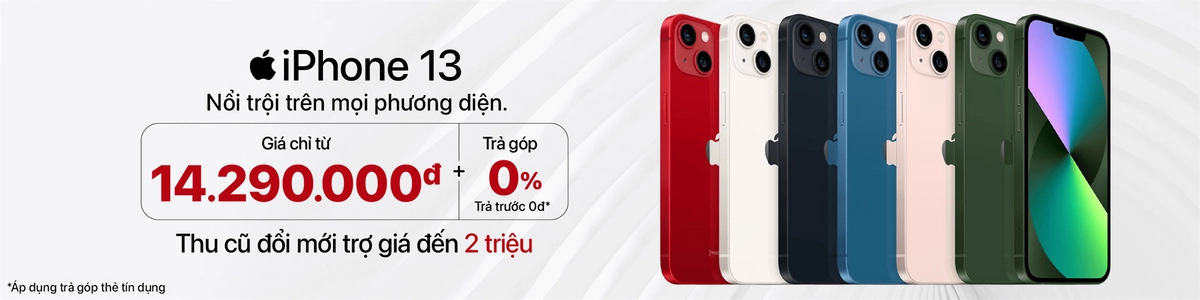 iPhone 13
Nổi trội trên mọi phương diện.
Giá chỉ từ
14.290.000đ
+
Trả góp
0%
Trả trước 0đ*
Thu cũ đổi mới trợ giá đến 2 triệu
*Áp dụng trả góp thẻ tín dụng